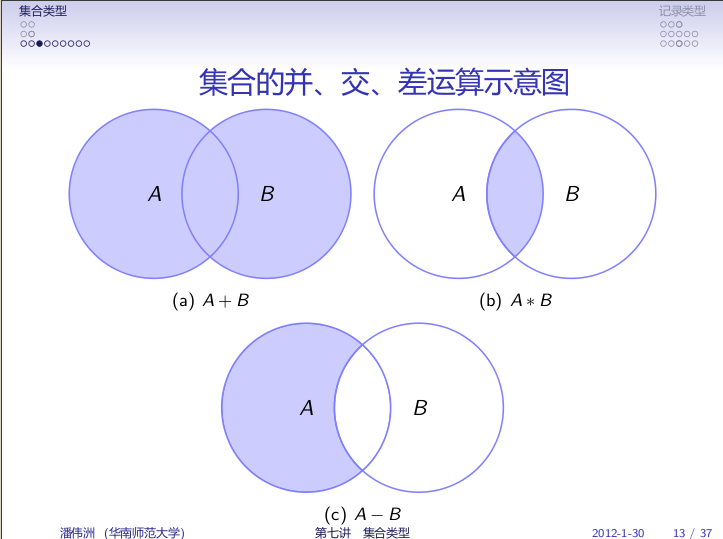 集合类型 记录类型
集合的并、交、差运算示意图
A B A B
(a) A + B (b) A ∗ B
A B
(c) A − B
潘伟洲 (华南师范大学) 第七讲 集合类型 2012-1-30 13 / 37